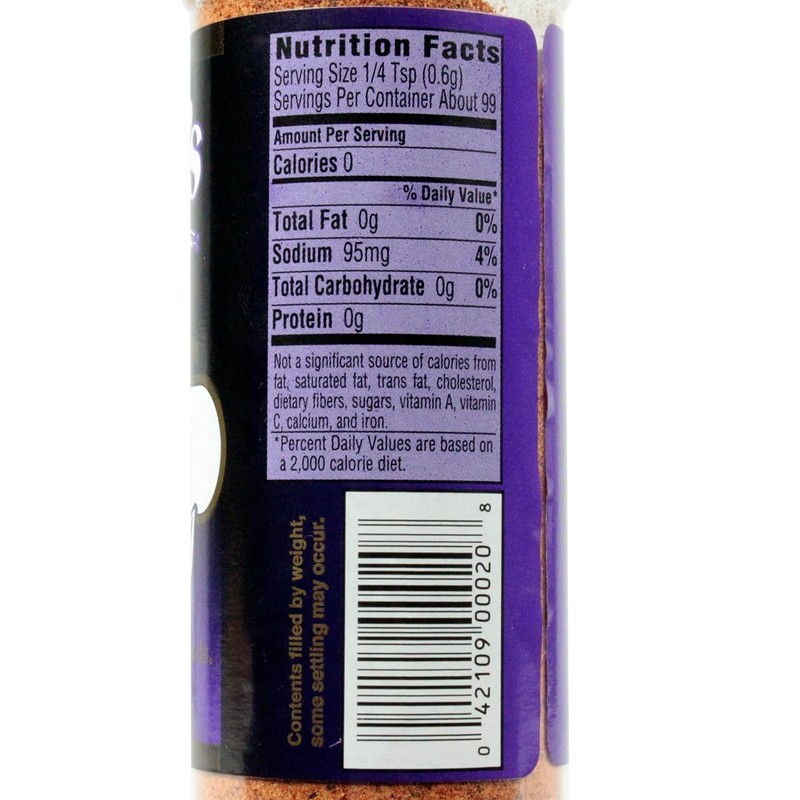 Nutrition Facts
Serving Size 1/4 Tsp (0.6g)
Servings Per Container About 99
Amount Per Serving
Calories 0
% Daily Value*
Total Fat 0g 0%
Sodium 95mg 4%
Total Carbohydrate 0g 0%
Protein 0g
Not a significant source of calories from
fat, saturated fat, trans fat, cholesterol,
dietary fibers, sugars, vitamin A, vitamin
C, calcium, and iron.
*Percent Daily Values are based on
a 2,000 calorie diet.
Contents filled by weight,
some settling may occur.
0 42109 00020 8